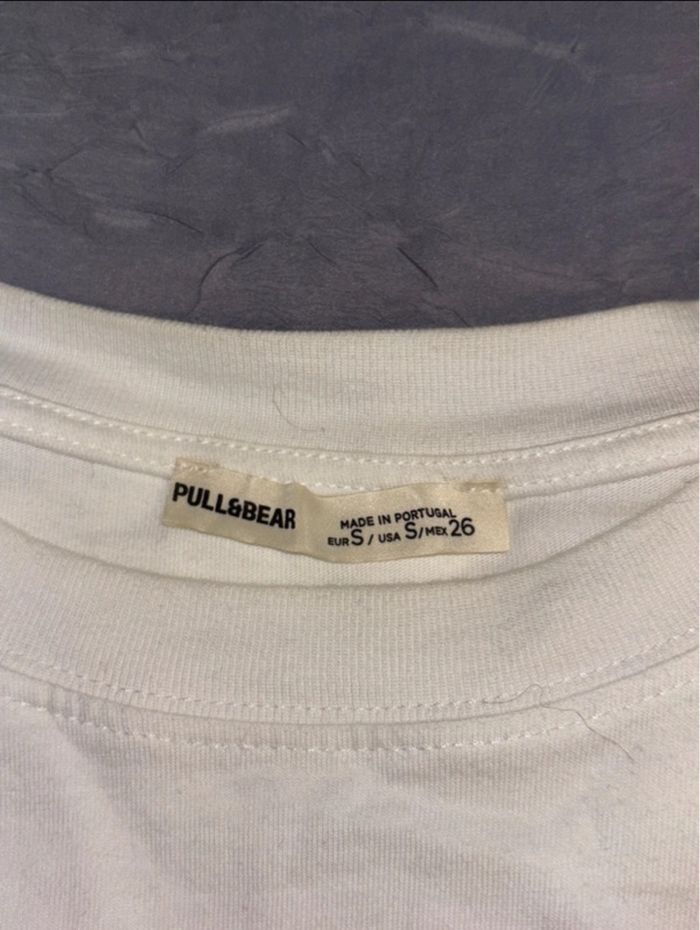 PULL&BEAR
MADE IN PORTUGAL
EUR S / USA S/MEX 26